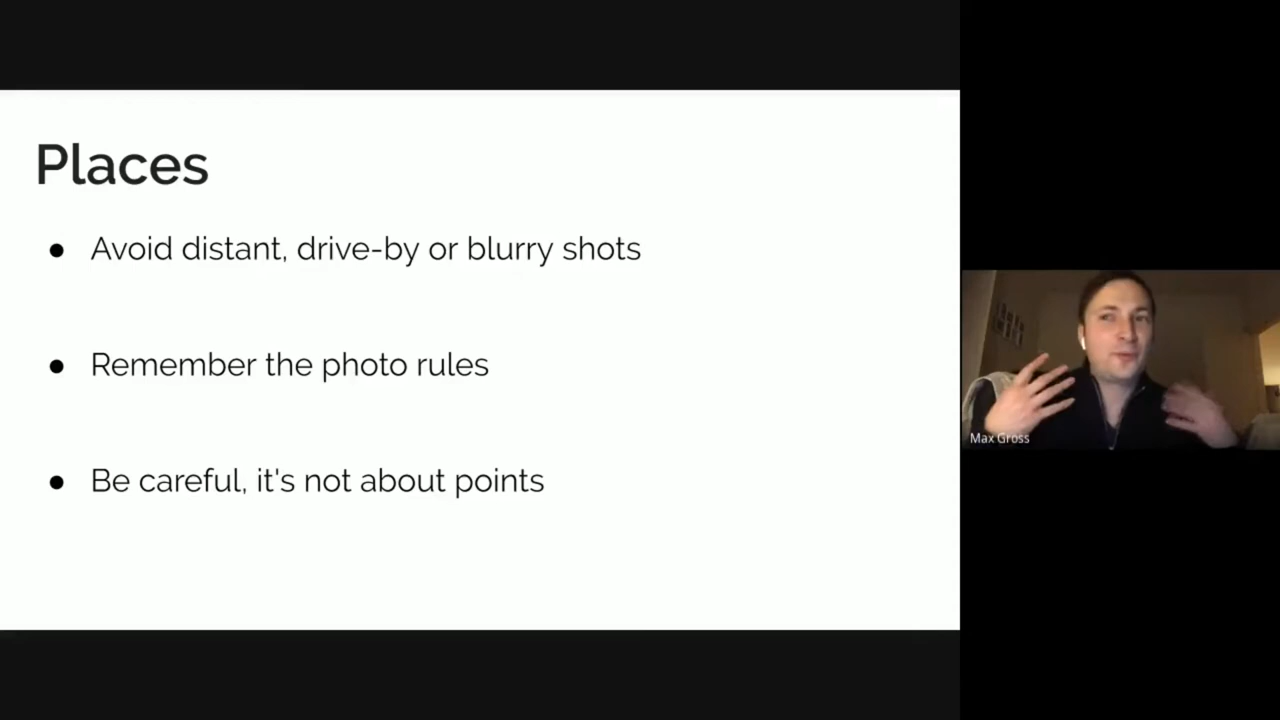 Places
● Avoid distant, drive-by or blurry shots
● Remember the photo rules
● Be careful, it's not about points
Max Gross